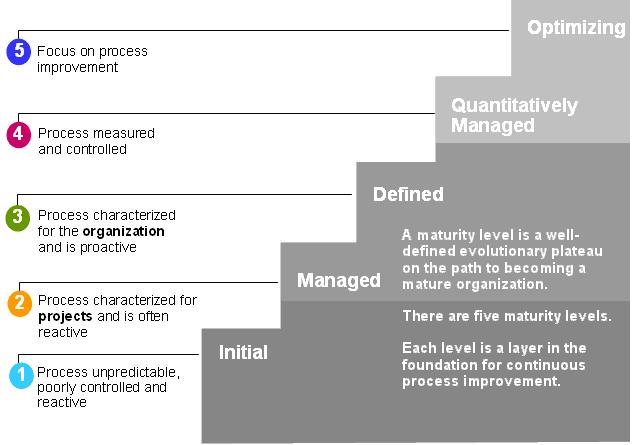 Optimizing
5
Focus on process
improvement
Quantitatively
Managed
4
Process measured
and controlled
Defined
3
Process characterized
for the organization
and is proactive
A maturity level is a well-
defined evolutionary plateau
on the path to becoming a
mature organization.
There are five maturity levels.
Each level is a layer in the
foundation for continuous
process improvement.
Managed
2
Process characterized for
projects and is often
reactive
Initial
1
Process unpredictable,
poorly controlled and
reactive